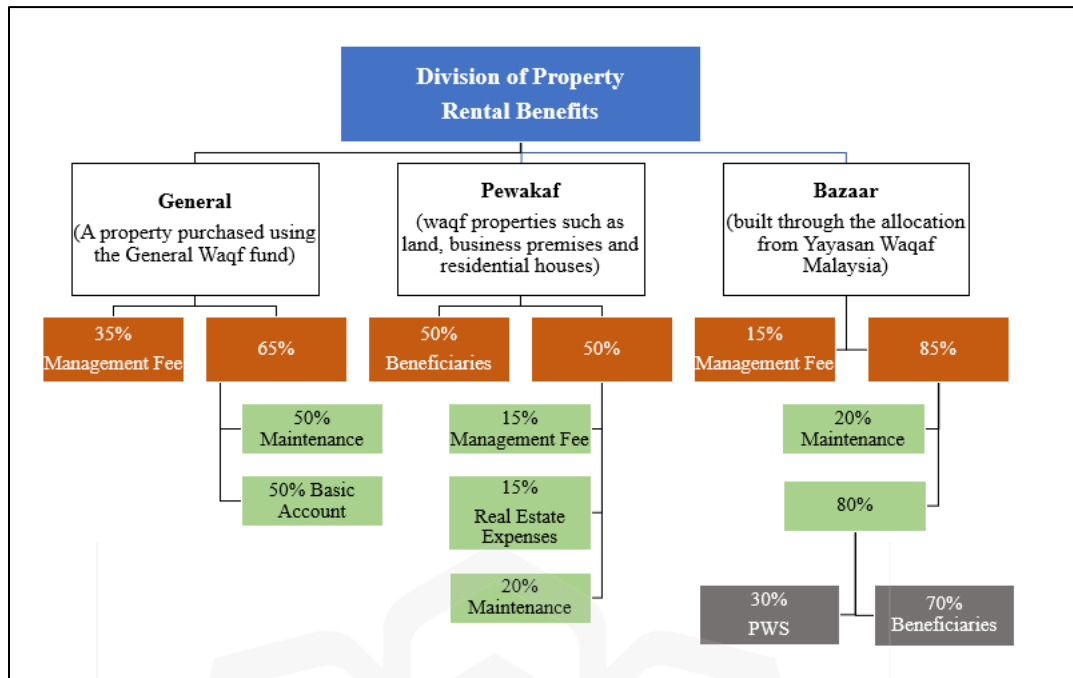 Division of Property
Rental Benefits
General
(A property purchased using
the General Waqf fund)
Pewakaf
(waqf properties such as
land, business premises and
residential houses)
Bazaar
(built through the allocation
from Yayasan Waqaf
Malaysia)
35%
Management Fee
65%
50%
Beneficiaries
50%
15%
Management Fee
85%
50%
Maintenance
50% Basic
Account
15%
Management Fee
15%
Real Estate
Expenses
20%
Maintenance
20%
Maintenance
80%
30%
PWS
70%
Beneficiaries